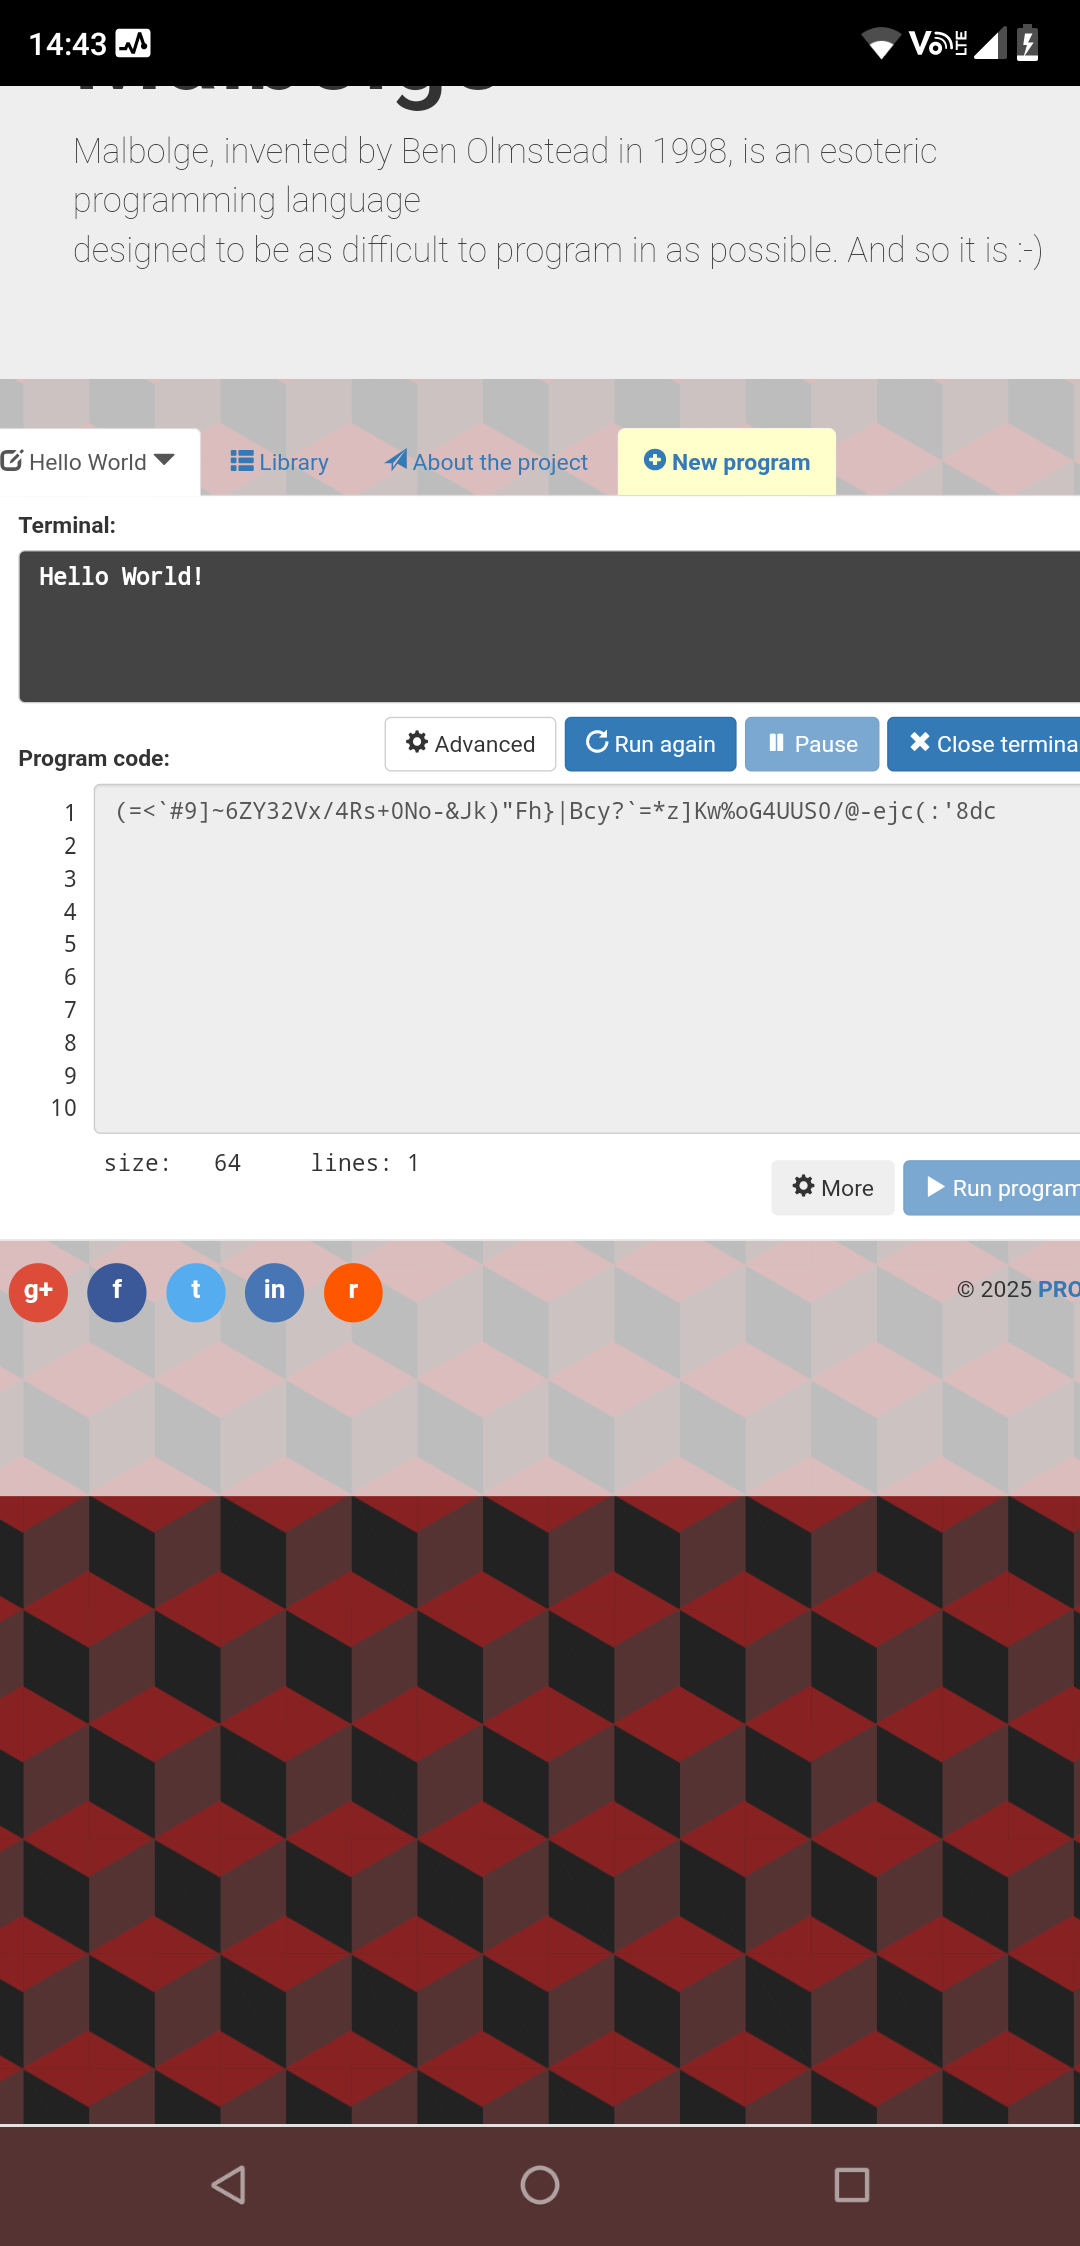 14:43 VoLTE
Malbolge
Malbolge, invented by Ben Olmstead in 1998, is an esoteric
programming language
designed to be as difficult to program in as possible. And so it is :-)
Hello World Library About the project New program
Terminal:
Hello World!
Program code: Advanced Run again Pause Close termina
1 (=<`#9]~6ZY32Vx/4Rs+0No-&Jk)"Fh}|Bcy?`=*z]Kw%oG4UUS0/@-ejc(:'8dc
2
3
4
5
6
7
8
9
10
size: 64 lines: 1
More Run program
g+ f t in r © 2025 PRO